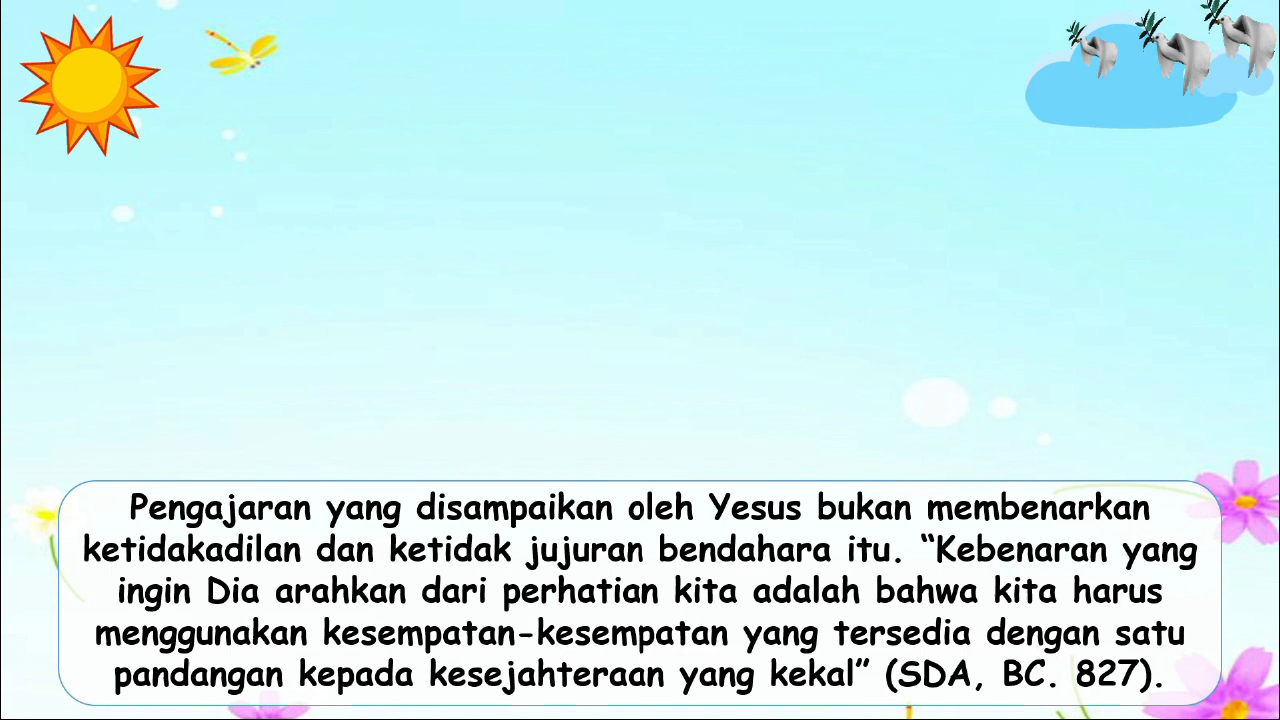 Pengajaran yang disampaikan oleh Yesus bukan membenarkan
ketidakadilan dan ketidak jujuran bendahara itu. “Kebenaran yang
ingin Dia arahkan dari perhatian kita adalah bahwa kita harus
menggunakan kesempatan-kesempatan yang tersedia dengan satu
pandangan kepada kesejahteraan yang kekal” (SDA, BC. 827).